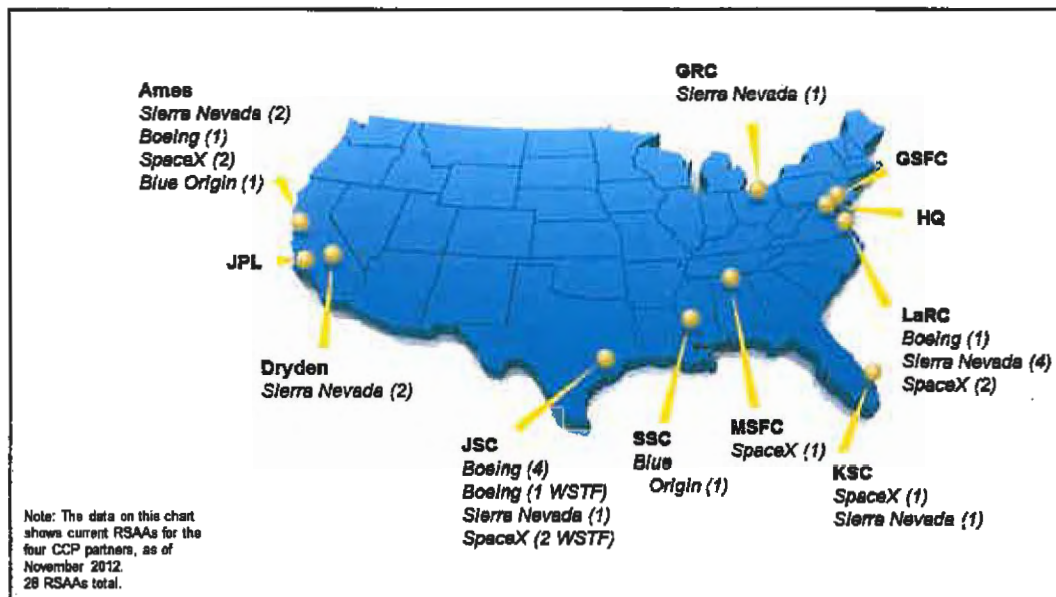 Ames
Sierra Nevada (2)
Boeing (1)
SpaceX (2)
Blue Origin (1)
GRC
Sierra Nevada (1)
GSFC
HQ
JPL
LaRC
Boeing (1)
Sierra Nevada (4)
SpaceX (2)
Dryden
Sierra Nevada (2)
JSC
Boeing (4)
Boeing (1 WSTF)
Sierra Nevada (1)
SpaceX (2 WSTF)
SSC
Blue
Origin (1)
MSFC
SpaceX (1)
KSC
SpaceX (1)
Sierra Nevada (1)
Note: The data on this chart
shows current RSAAs for the
four CCP partners, as of
November 2012.
28 RSAAs total.